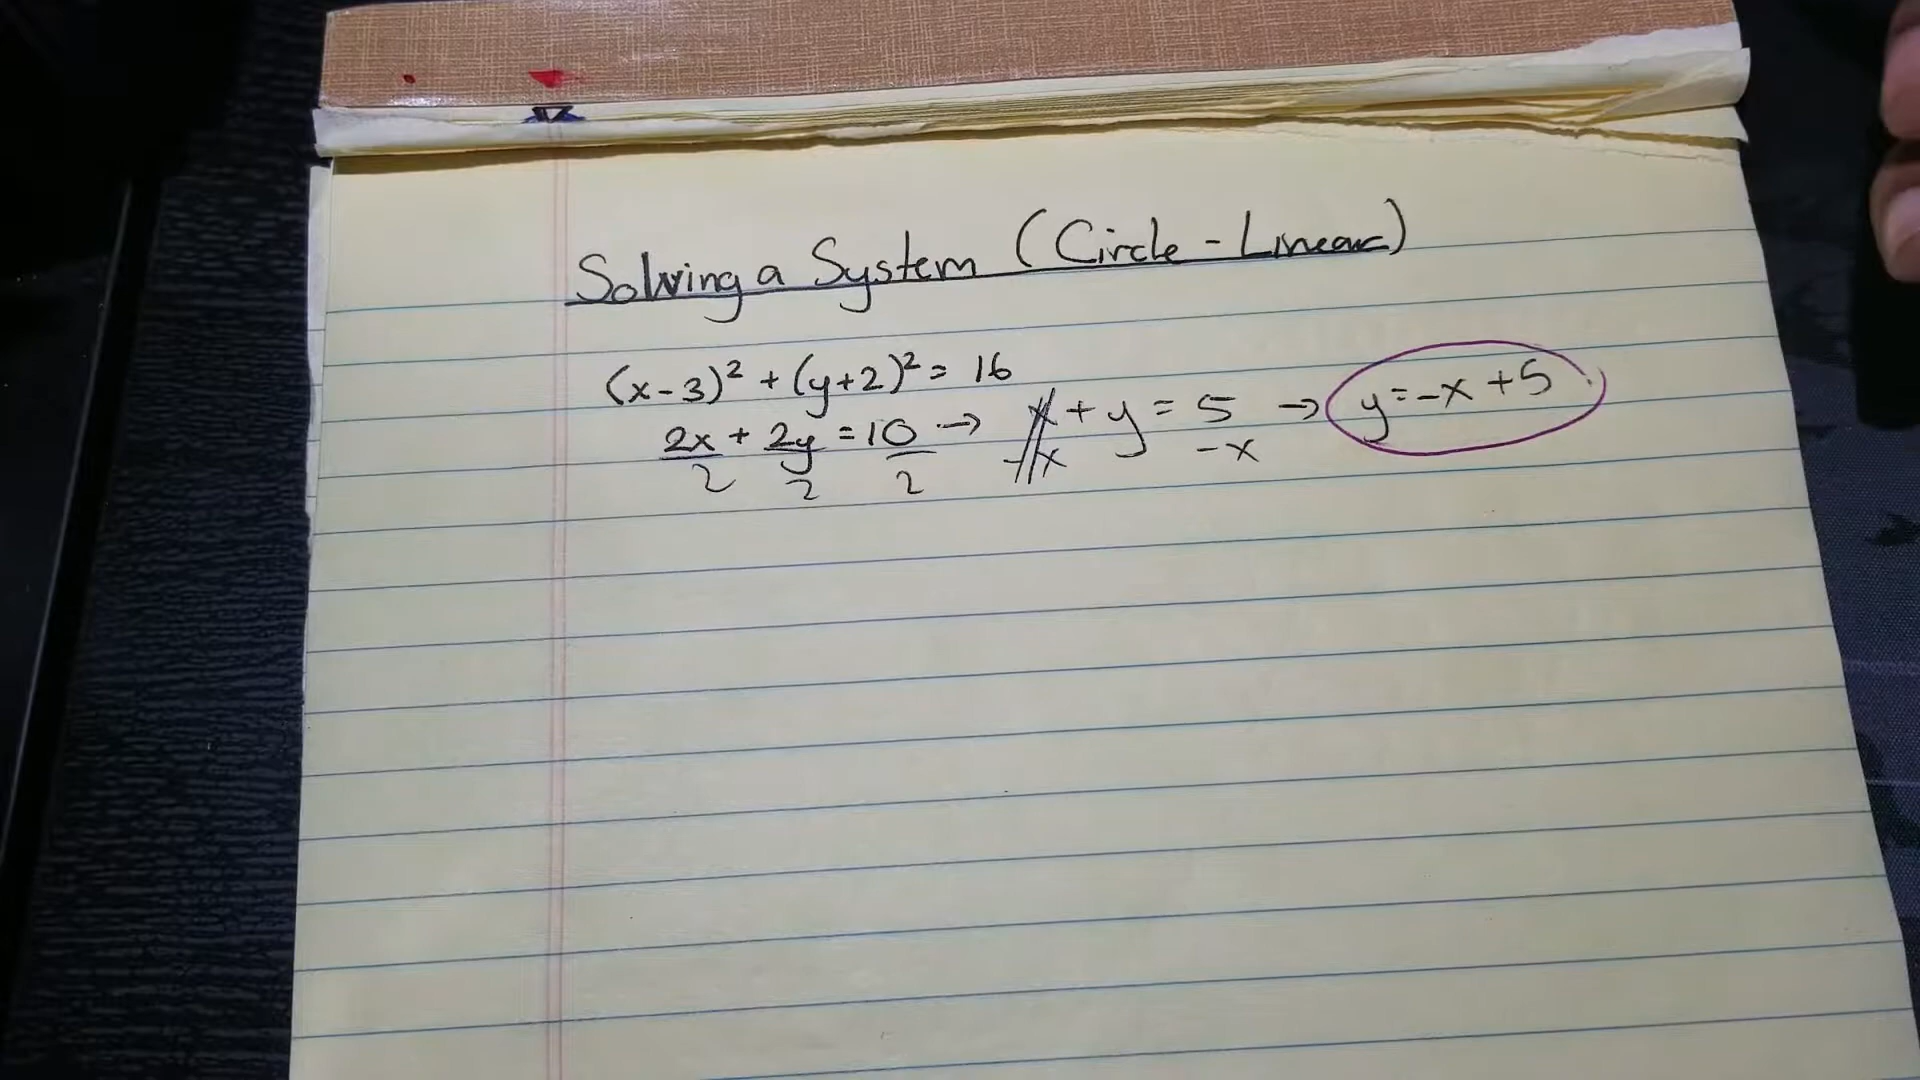 Solving a System (Circle - Linear)
(x-3)² + (y+2)² = 16
2x + 2y = 10 → x + y = 5 → y = -x + 5
2 2 2 -x -x